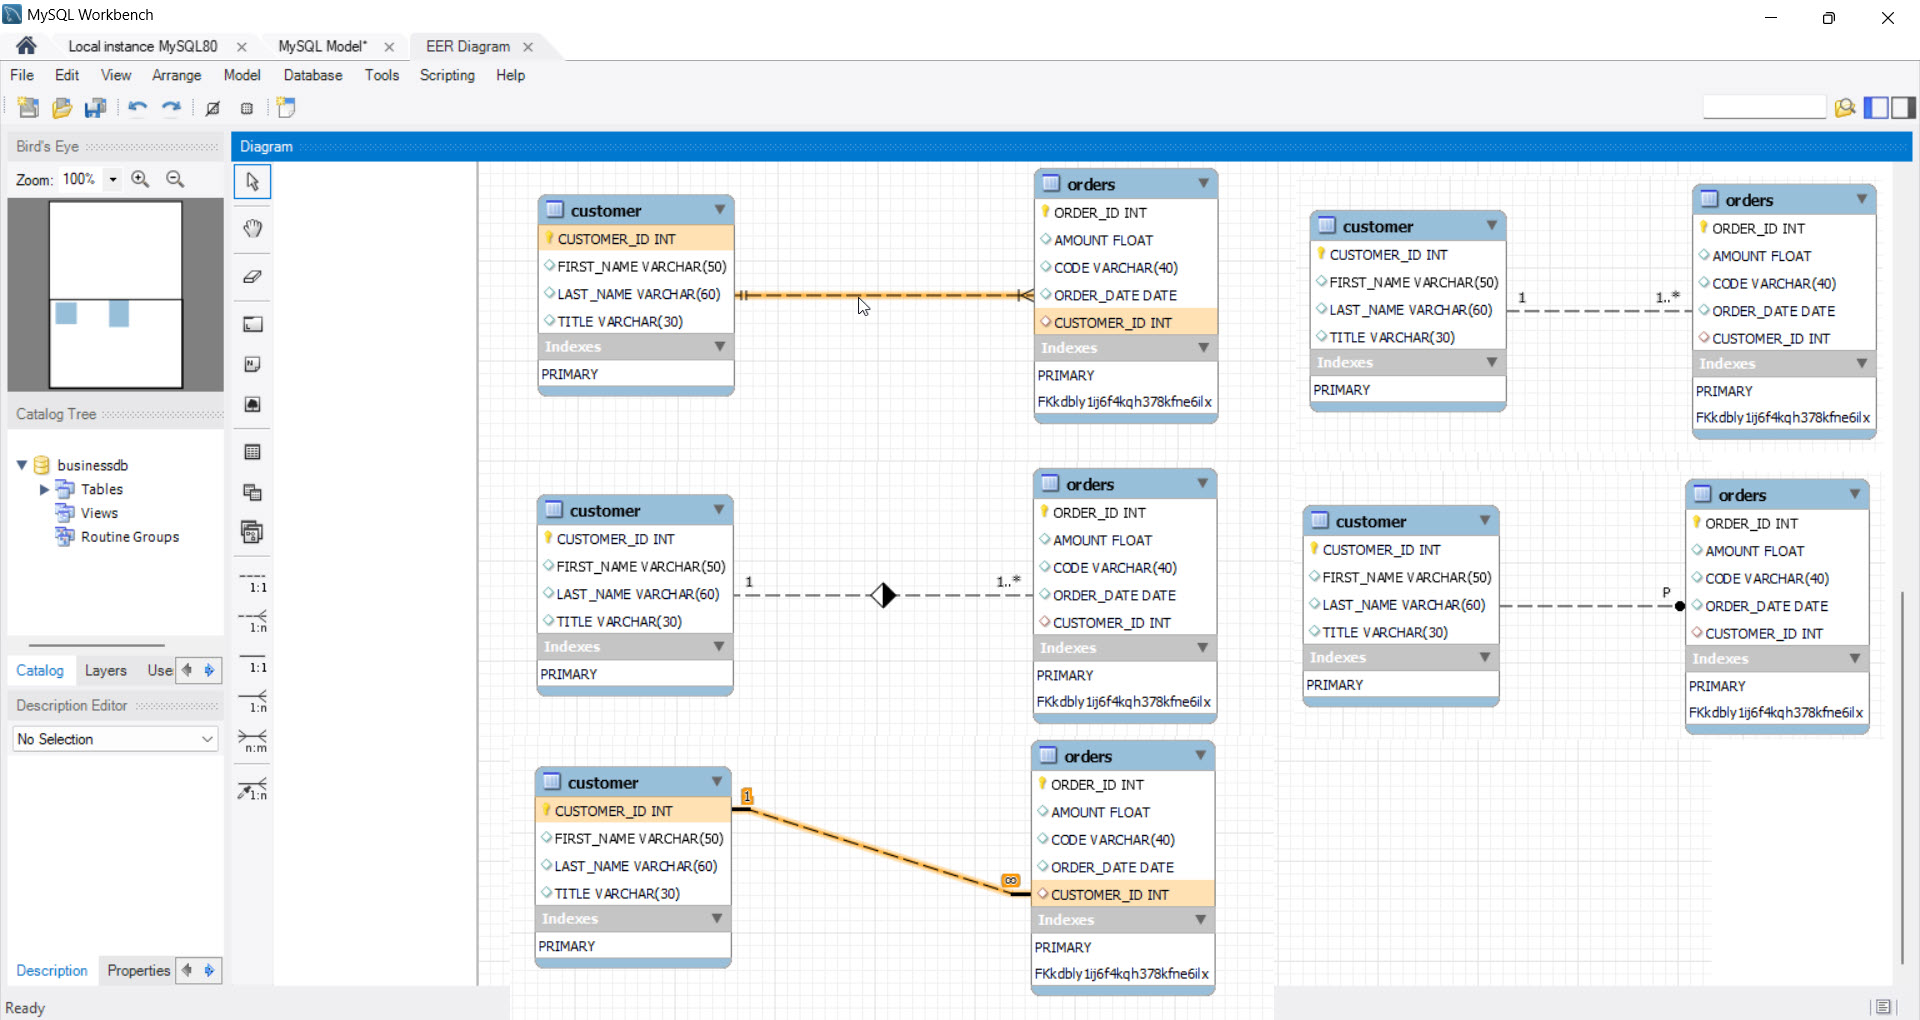 MySQL Workbench
Local instance MySQL80
MySQL Model*
EER Diagram
File Edit View Arrange Model Database Tools Scripting Help
Bird's Eye
Zoom: 100%
Catalog Tree
businessdb
Tables
Views
Routine Groups
Catalog Layers Use
Description Editor
No Selection
Description Properties
Ready
1:1
1:n
1:1
1:n
n:m
1:n
Diagram
customer
CUSTOMER_ID INT
FIRST_NAME VARCHAR(50)
LAST_NAME VARCHAR(60)
TITLE VARCHAR(30)
Indexes
PRIMARY
orders
ORDER_ID INT
AMOUNT FLOAT
CODE VARCHAR(40)
ORDER_DATE DATE
CUSTOMER_ID INT
Indexes
PRIMARY
FKkdbly1ij6f4kqh378kfne6ilx
customer
CUSTOMER_ID INT
FIRST_NAME VARCHAR(50)
LAST_NAME VARCHAR(60)
TITLE VARCHAR(30)
Indexes
PRIMARY
1
1..*
orders
ORDER_ID INT
AMOUNT FLOAT
CODE VARCHAR(40)
ORDER_DATE DATE
CUSTOMER_ID INT
Indexes
PRIMARY
FKkdbly1ij6f4kqh378kfne6ilx
customer
CUSTOMER_ID INT
FIRST_NAME VARCHAR(50)
LAST_NAME VARCHAR(60)
TITLE VARCHAR(30)
Indexes
PRIMARY
1
1..*
orders
ORDER_ID INT
AMOUNT FLOAT
CODE VARCHAR(40)
ORDER_DATE DATE
CUSTOMER_ID INT
Indexes
PRIMARY
FKkdbly1ij6f4kqh378kfne6ilx
customer
CUSTOMER_ID INT
FIRST_NAME VARCHAR(50)
LAST_NAME VARCHAR(60)
TITLE VARCHAR(30)
Indexes
PRIMARY
P
orders
ORDER_ID INT
AMOUNT FLOAT
CODE VARCHAR(40)
ORDER_DATE DATE
CUSTOMER_ID INT
Indexes
PRIMARY
FKkdbly1ij6f4kqh378kfne6ilx
customer
CUSTOMER_ID INT
FIRST_NAME VARCHAR(50)
LAST_NAME VARCHAR(60)
TITLE VARCHAR(30)
Indexes
PRIMARY
1
∞
orders
ORDER_ID INT
AMOUNT FLOAT
CODE VARCHAR(40)
ORDER_DATE DATE
CUSTOMER_ID INT
Indexes
PRIMARY
FKkdbly1ij6f4kqh378kfne6ilx